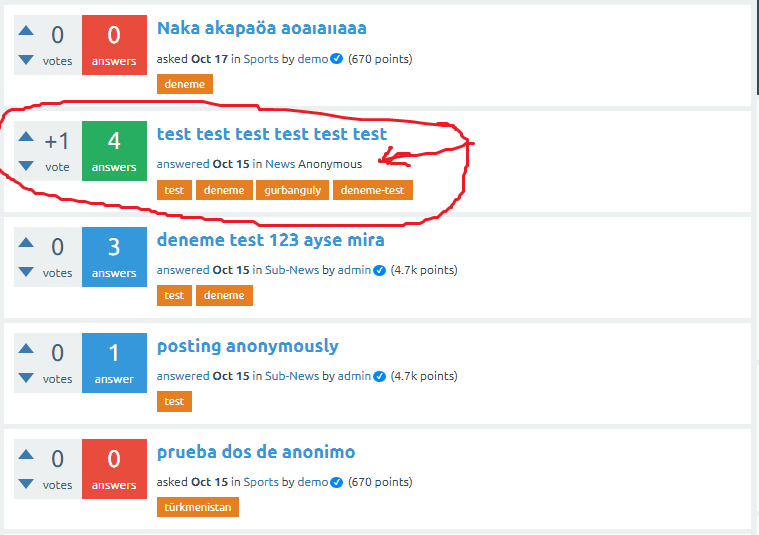 0 votes
0 answers
Naka akapaöa aoaıaııaaa
asked Oct 17 in Sports by demo (670 points)
deneme
+1 vote
4 answers
test test test test test test
answered Oct 15 in News Anonymous
test deneme gurbanguly deneme-test
0 votes
3 answers
deneme test 123 ayse mira
answered Oct 15 in Sub-News by admin (4.7k points)
test deneme
0 votes
1 answer
posting anonymously
answered Oct 15 in Sub-News by admin (4.7k points)
test
0 votes
0 answers
prueba dos de anonimo
asked Oct 15 in Sports by demo (670 points)
türkmenistan